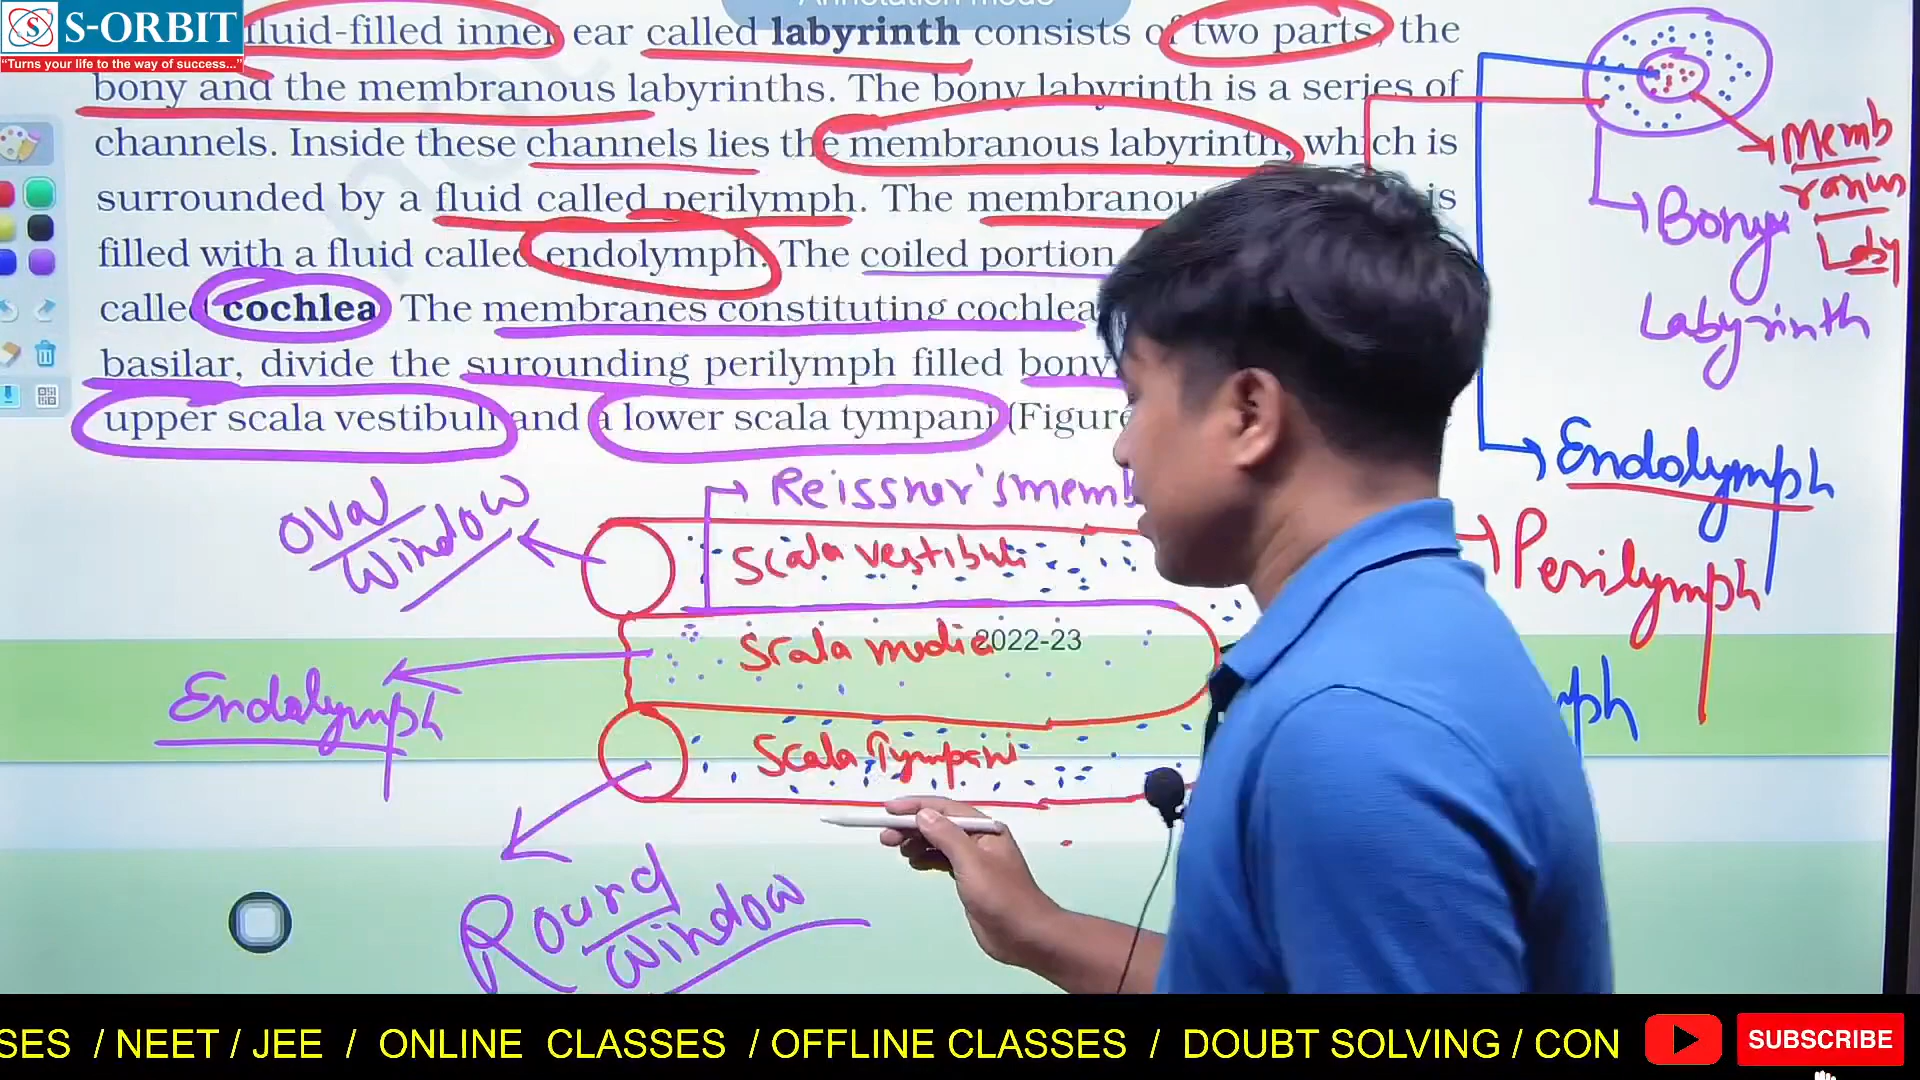 S-ORBIT
"Turns your life to the way of success..."
Annotation mode
fluid-filled inner ear called labyrinth consists of two parts, the
bony and the membranous labyrinths. The bony labyrinth is a series of
channels. Inside these channels lies the membranous labyrinth, which is
surrounded by a fluid called perilymph. The membranou is
filled with a fluid called endolymph. The coiled portion
called cochlea The membranes constituting cochlea
basilar, divide the surounding perilymph filled bony
upper scala vestibuli and a lower scala tympani (Figure
Memb
ranus
Laby
Bony
Labyrinth
Endolymph
Perilymph
mph
Oval
Window
Reissner's memb
Scala vestibuli
Scala media
2022-23
Endolymph
Scala Tympani
Round
Window
SES / NEET / JEE / ONLINE CLASSES / OFFLINE CLASSES / DOUBT SOLVING / CON
SUBSCRIBE